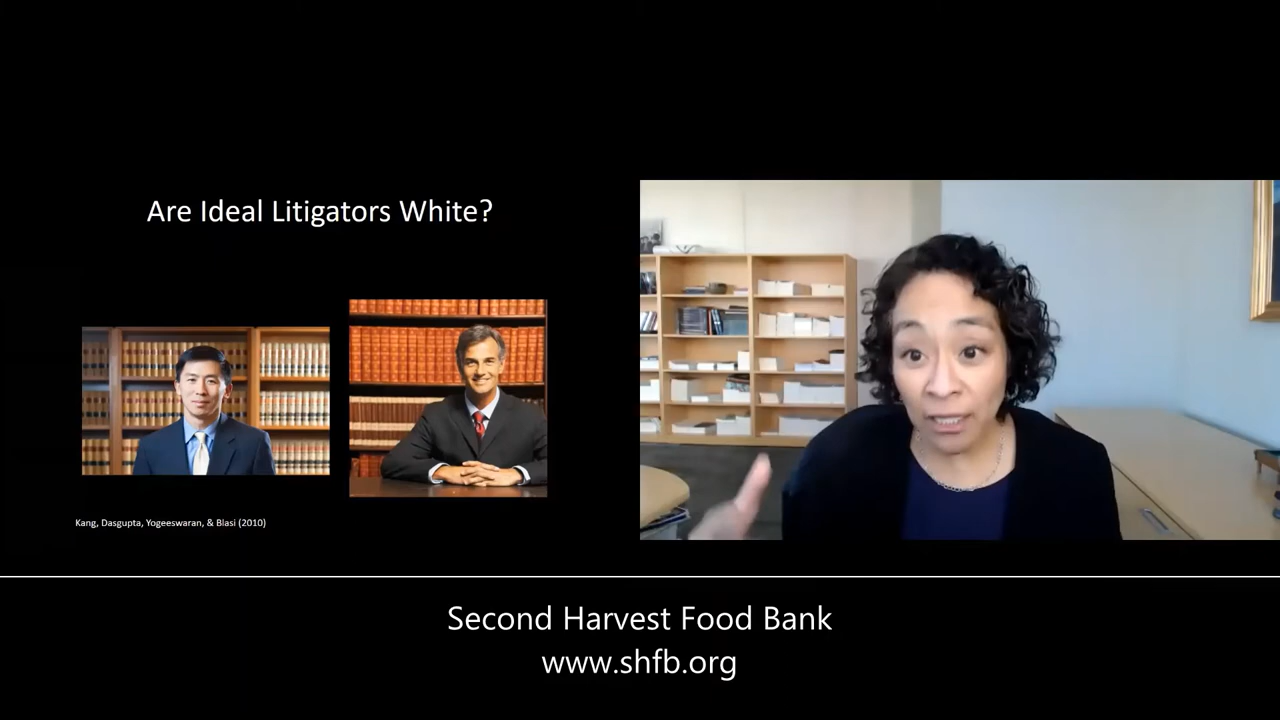 Are Ideal Litigators White?
Kang, Dasgupta, Yogeeswaran, & Blasi (2010)
Second Harvest Food Bank
www.shfb.org